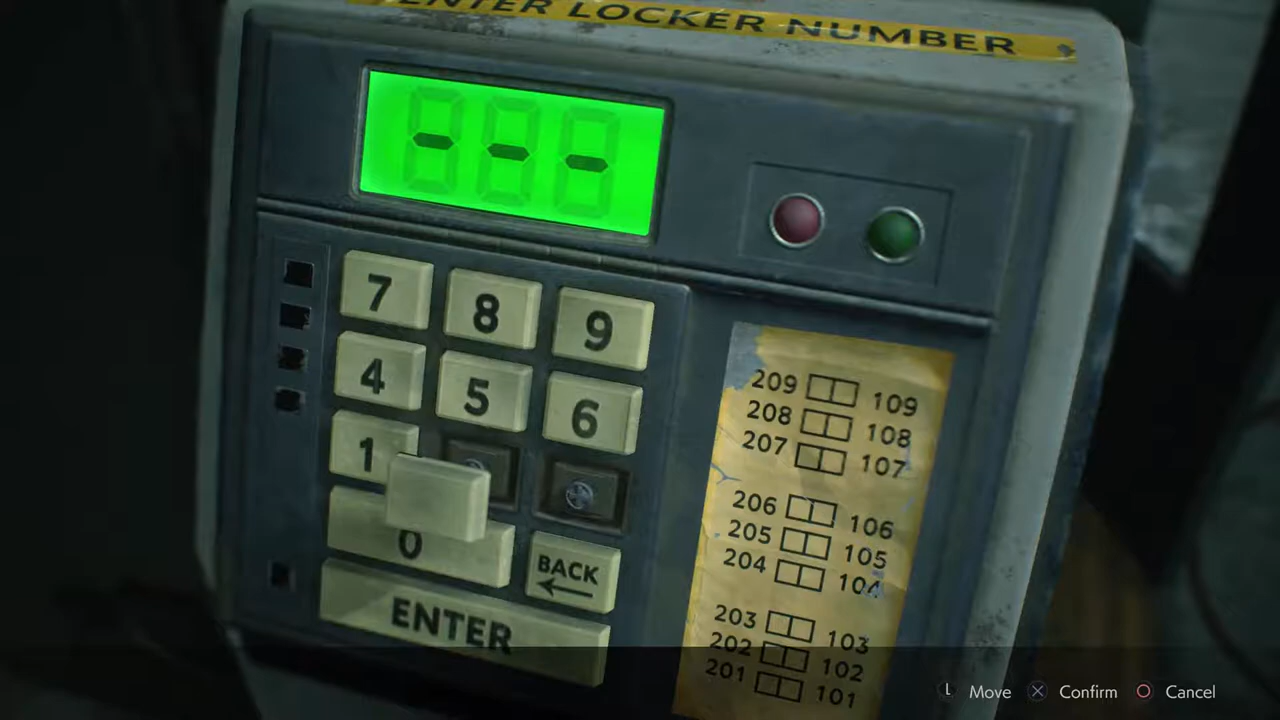 ENTER LOCKER NUMBER
- - -
7 8 9
4 5 6
1
0 BACK
ENTER
209 109
208 108
207 107
206 106
205 105
204 104
203 103
202 102
201 101
L Move Confirm Cancel